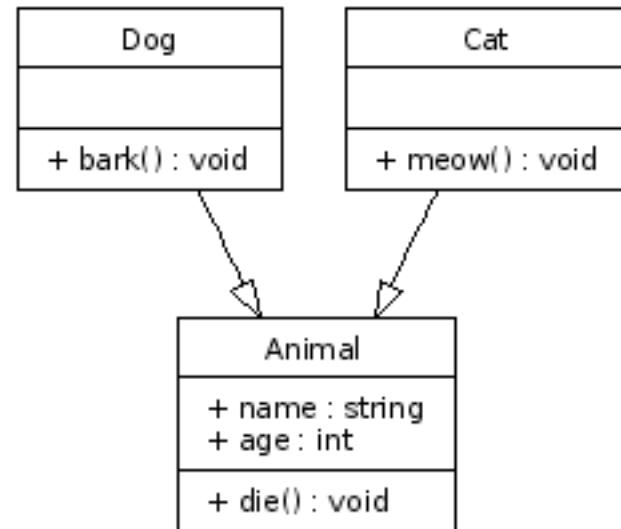 Dog
+ bark() : void
Cat
+ meow() : void
Animal
+ name : string
+ age : int
+ die() : void